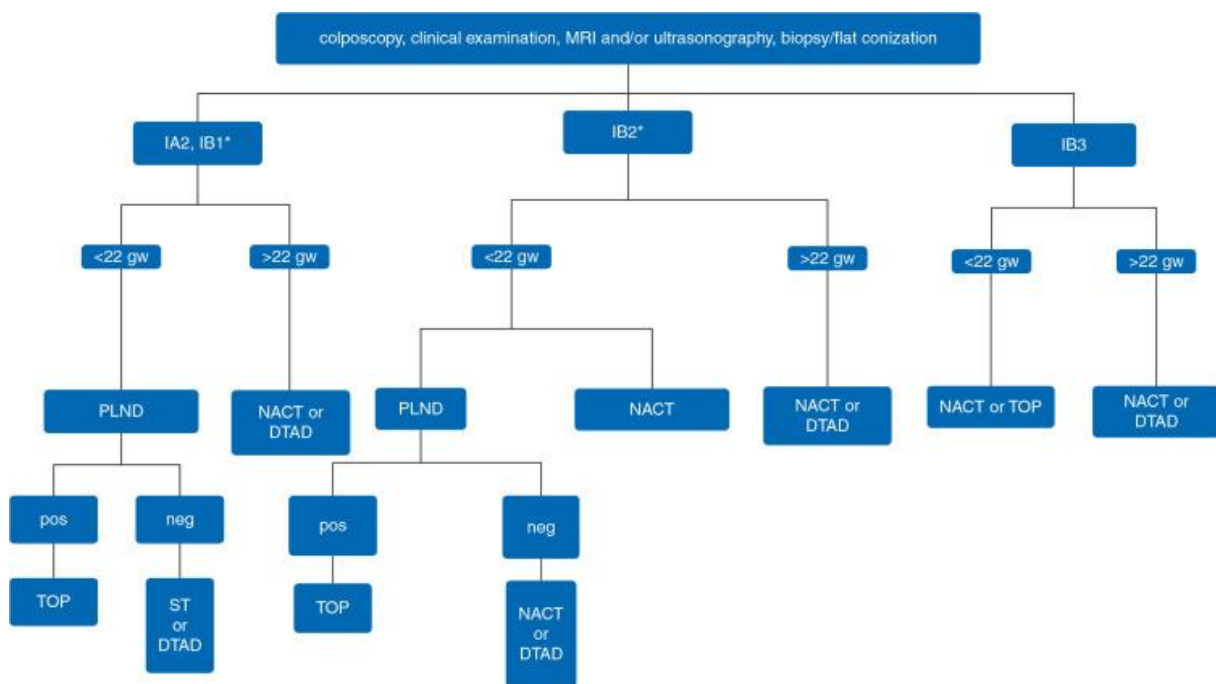 colposcopy, clinical examination, MRI and/or ultrasonography, biopsy/flat conization
IA2, IB1*
IB2*
IB3
<22 gw
>22 gw
<22 gw
>22 gw
<22 gw
>22 gw
PLND
NACT or
DTAD
PLND
NACT
NACT or
DTAD
NACT or TOP
NACT or
DTAD
pos
neg
pos
neg
TOP
ST
or
DTAD
TOP
NACT
or
DTAD